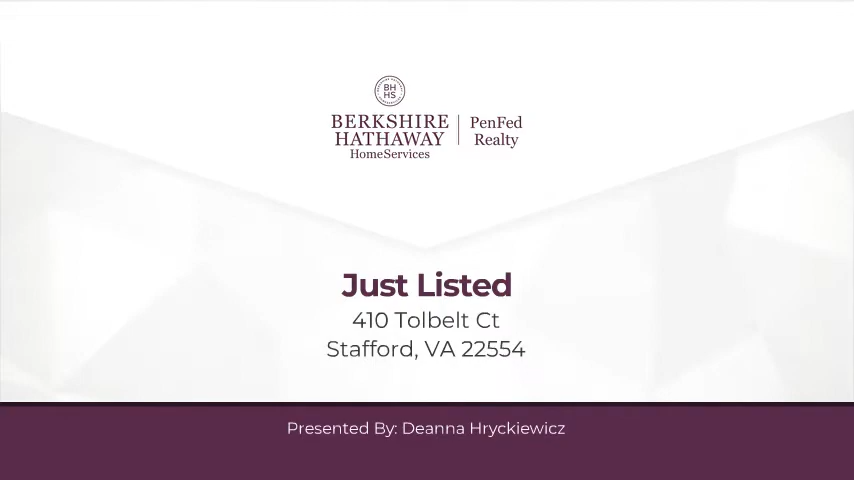 BH
HS
BERKSHIRE
HATHAWAY
HomeServices
PenFed
Realty
Just Listed
410 Tolbelt Ct
Stafford, VA 22554
Presented By: Deanna Hryckiewicz